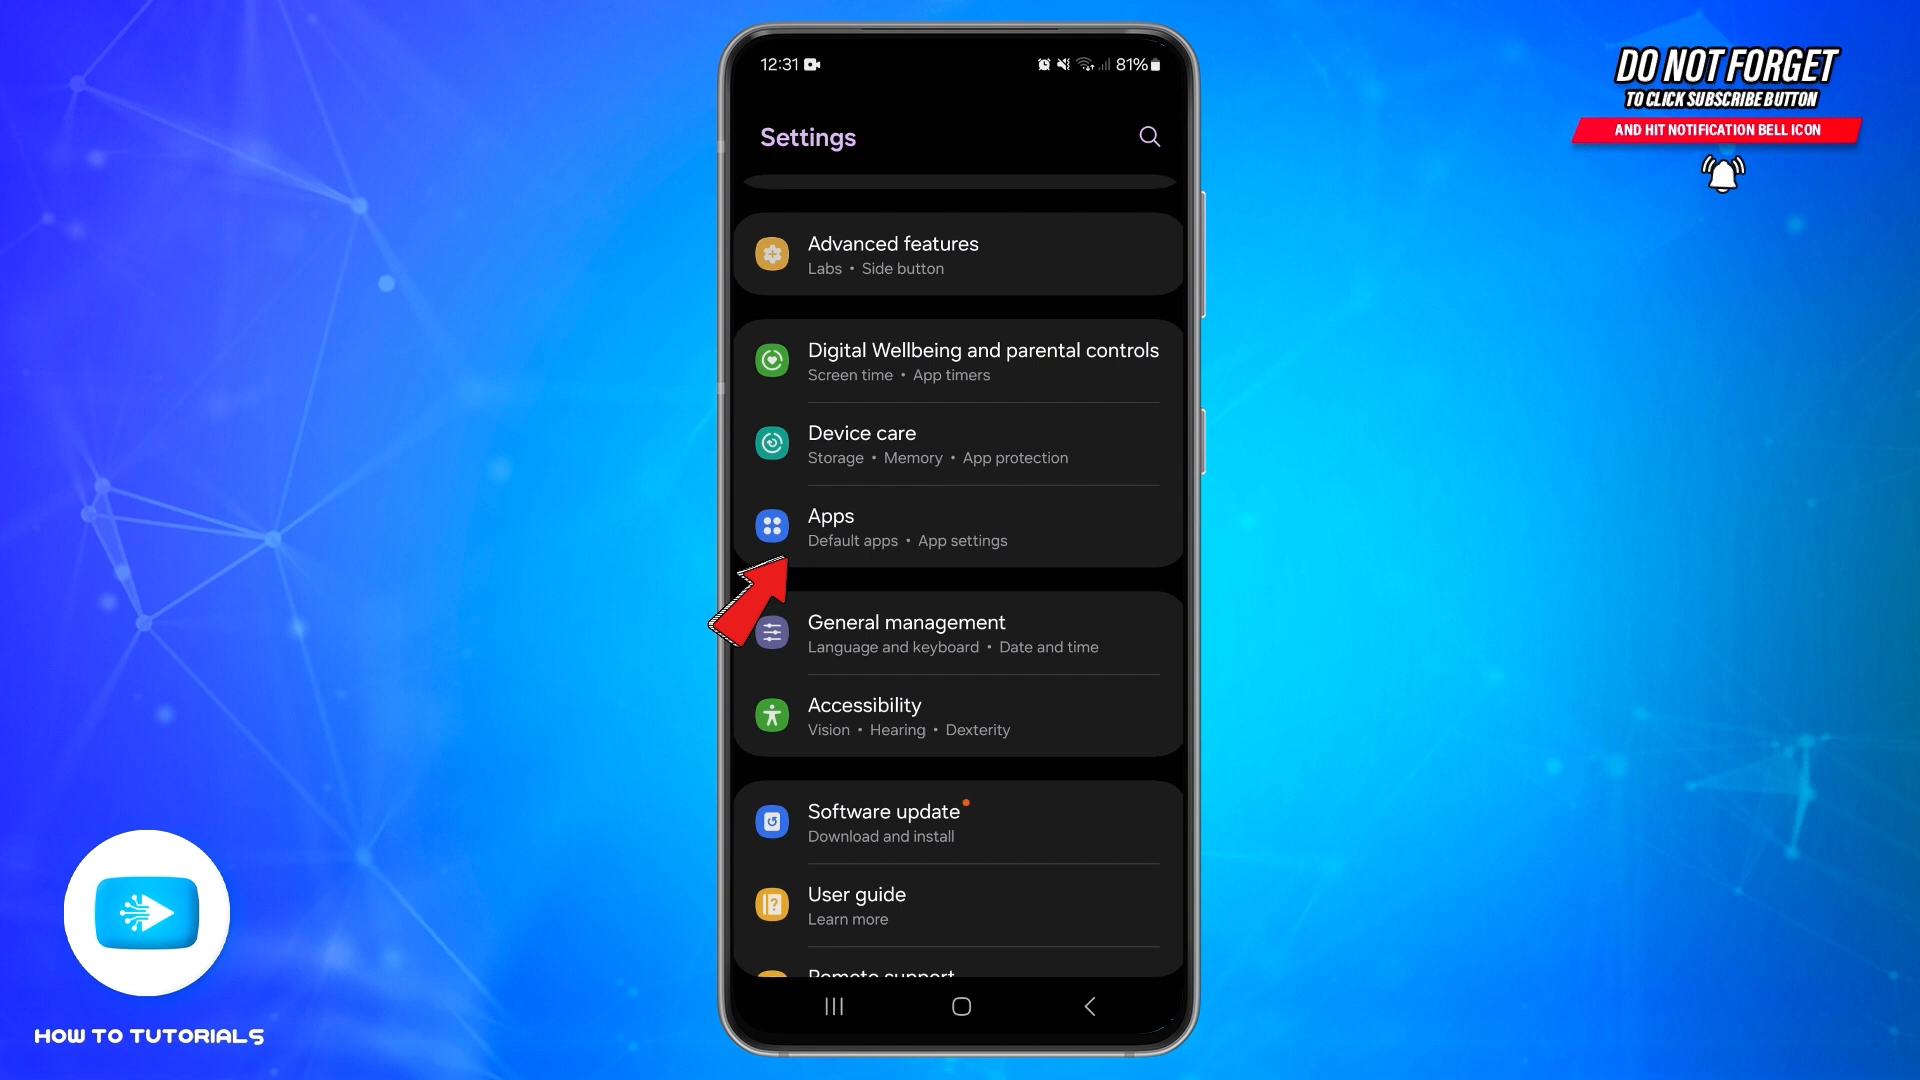 12:31
81%
Settings
Advanced features
Labs • Side button
Digital Wellbeing and parental controls
Screen time • App timers
Device care
Storage • Memory • App protection
Apps
Default apps • App settings
General management
Language and keyboard • Date and time
Accessibility
Vision • Hearing • Dexterity
Software update
Download and install
User guide
Learn more
Remote support
DO NOT FORGET
TO CLICK SUBSCRIBE BUTTON
AND HIT NOTIFICATION BELL ICON
HOW TO TUTORIALS